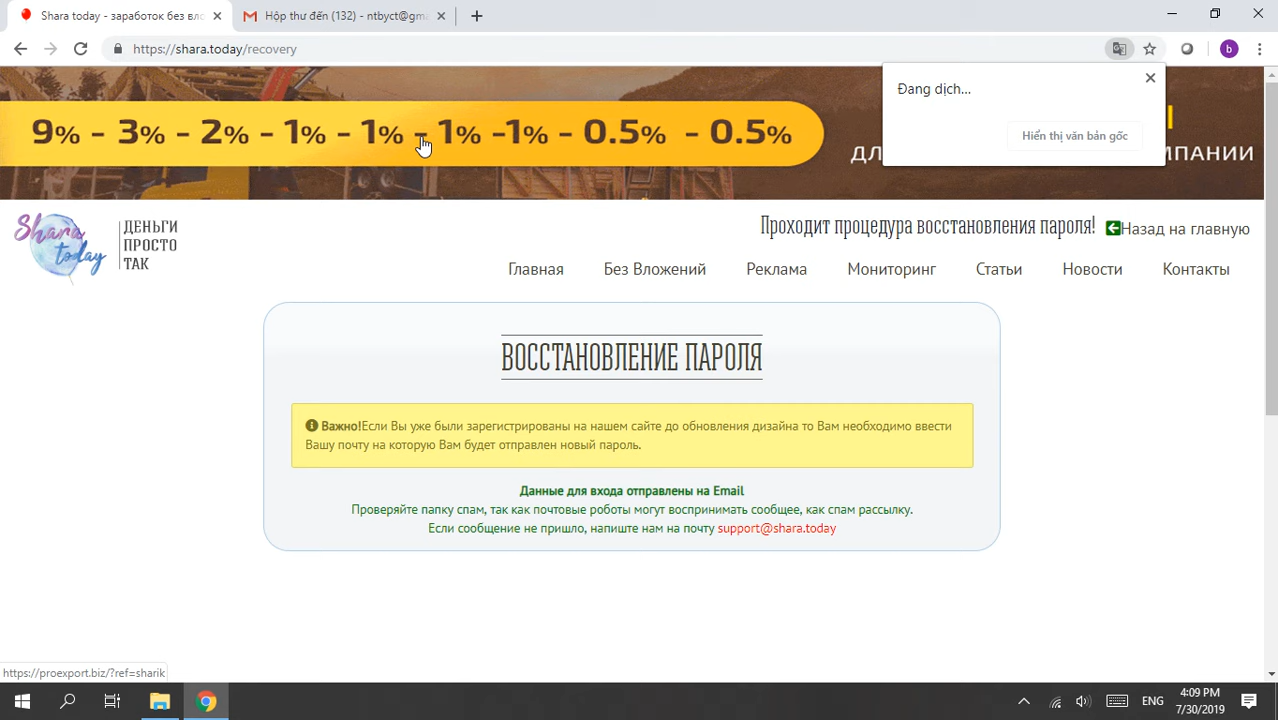 Shara today - заработок без вло
Hộp thư đến (132) - ntbyct@gma
https://shara.today/recovery
Đang dịch...
Hiển thị văn bản gốc
9% - 3% - 2% - 1% - 1% - 1% -1% - 0.5% - 0.5%
Shara today
ДЕНЬГИ
ПРОСТО
ТАК
Проходит процедура восстановления пароля!
Назад на главную
Главная
Без Вложений
Реклама
Мониторинг
Статьи
Новости
Контакты
ВОССТАНОВЛЕНИЕ ПАРОЛЯ
Важно!Если Вы уже были зарегистрированы на нашем сайте до обновления дизайна то Вам необходимо ввести
Вашу почту на которую Вам будет отправлен новый пароль.
Данные для входа отправлены на Email
Проверяйте папку спам, так как почтовые роботы могут воспринимать сообщее, как спам рассылку.
Если сообщение не пришло, напиште нам на почту support@shara.today
https://proexport.biz/?ref=sharik
ENG
4:09 PM
7/30/2019